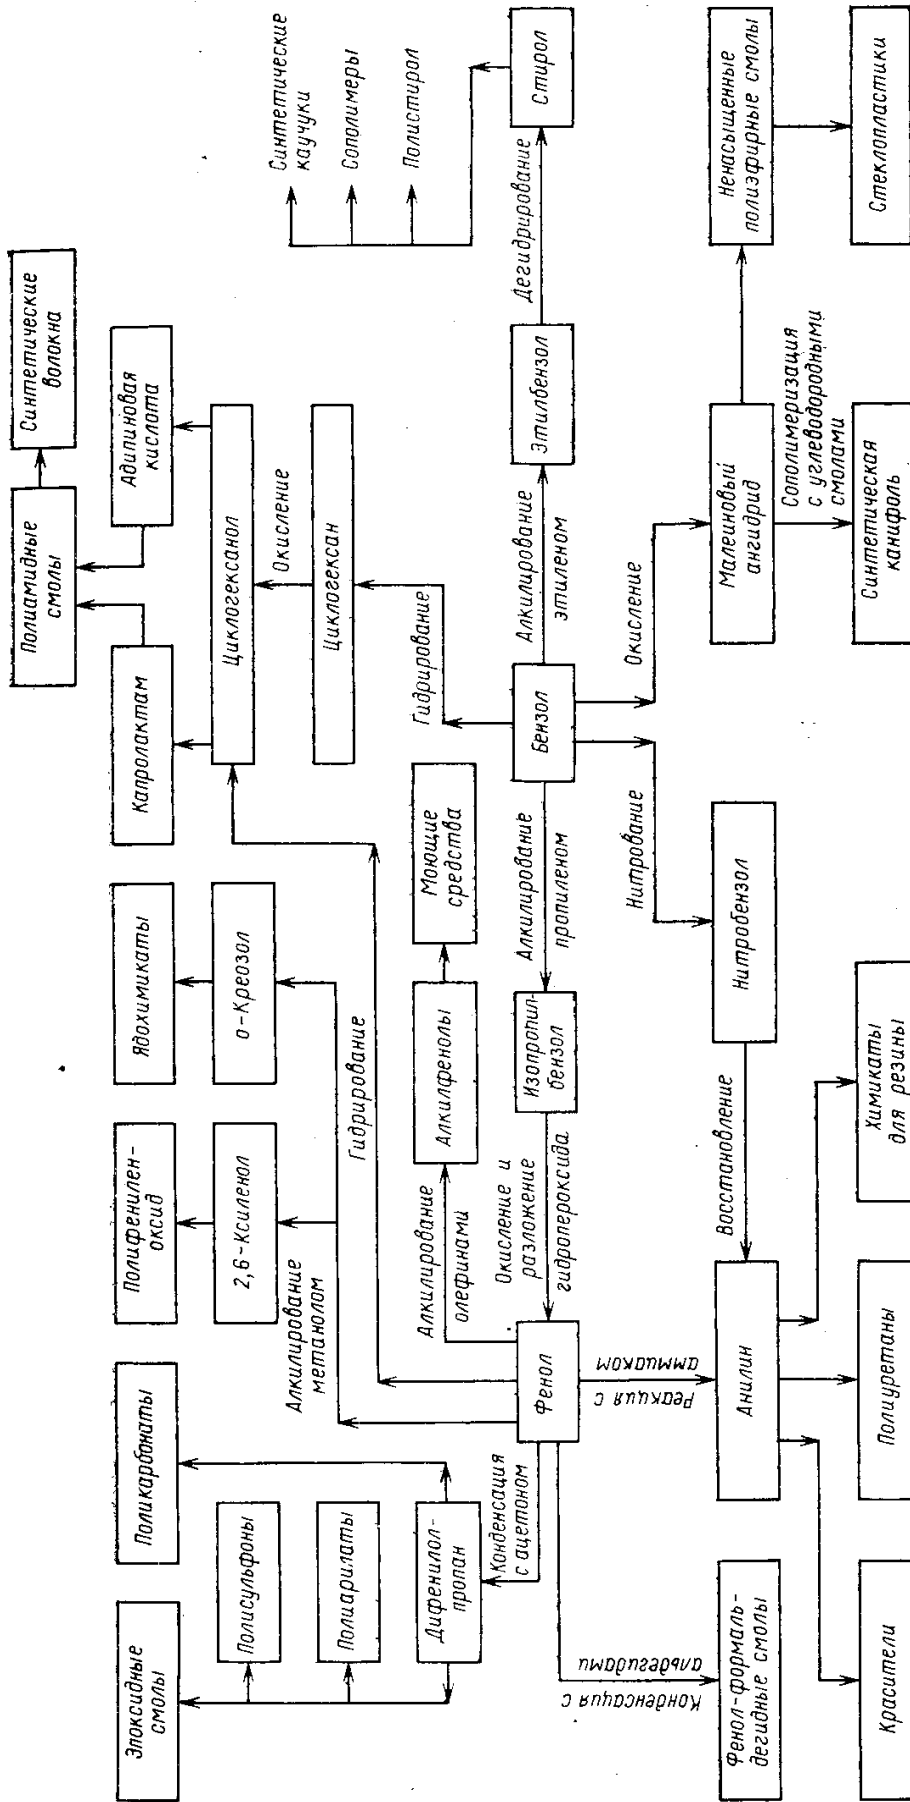 Эпоксидные
смолы
Поликарбонаты
Полифенилен-
оксид
Ядохимикаты
Капролактам
Полиамидные
смолы
Синтетические
волокна
Адипиновая
кислота
Полисульфоны
Полиарилаты
2,6-Ксиленол
о-Креозол
Циклогексанол
Окисление
Циклогексан
Алкилирование
метанолом
Гидрирование
Синтетические
каучуки
Сополимеры
Полистирол
Дифенилол-
пропан
Алкилфенолы
Моющие
средства
Гидрирование
Алкилирование
олефинами
Конденсация
с ацетоном
Фенол
Окисление и
разложение
гидропероксида
Изопропил-
бензол
Алкилирование
пропиленом
Бензол
Алкилирование
этиленом
Этилбензол
Дегидрирование
Стирол
Конденсация с
альдегидами
Реакция с
аммиаком
Нитрование
Окисление
Фенол-формаль-
дегидные смолы
Анилин
Восстановление
Нитробензол
Малеиновый
ангидрид
Ненасыщенные
полиэфирные смолы
Сополимеризация
с углеводородными
смолами
Красители
Полиуретаны
Химикаты
для резины
Синтетическая
канифоль
Стеклопластики